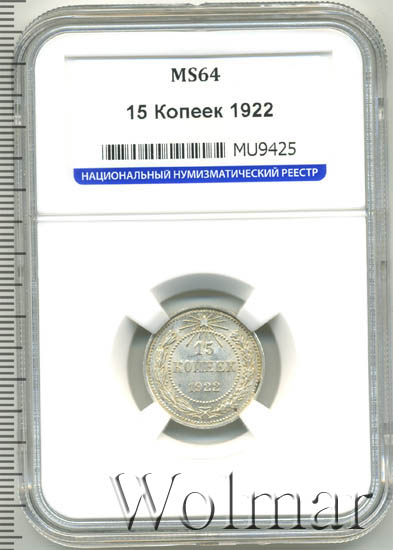 MS64
15 Копеек 1922
MU9425
НАЦИОНАЛЬНЫЙ НУМИЗМАТИЧЕСКИЙ РЕЕСТР
15
КОПЕЕК
1922
Wolmar